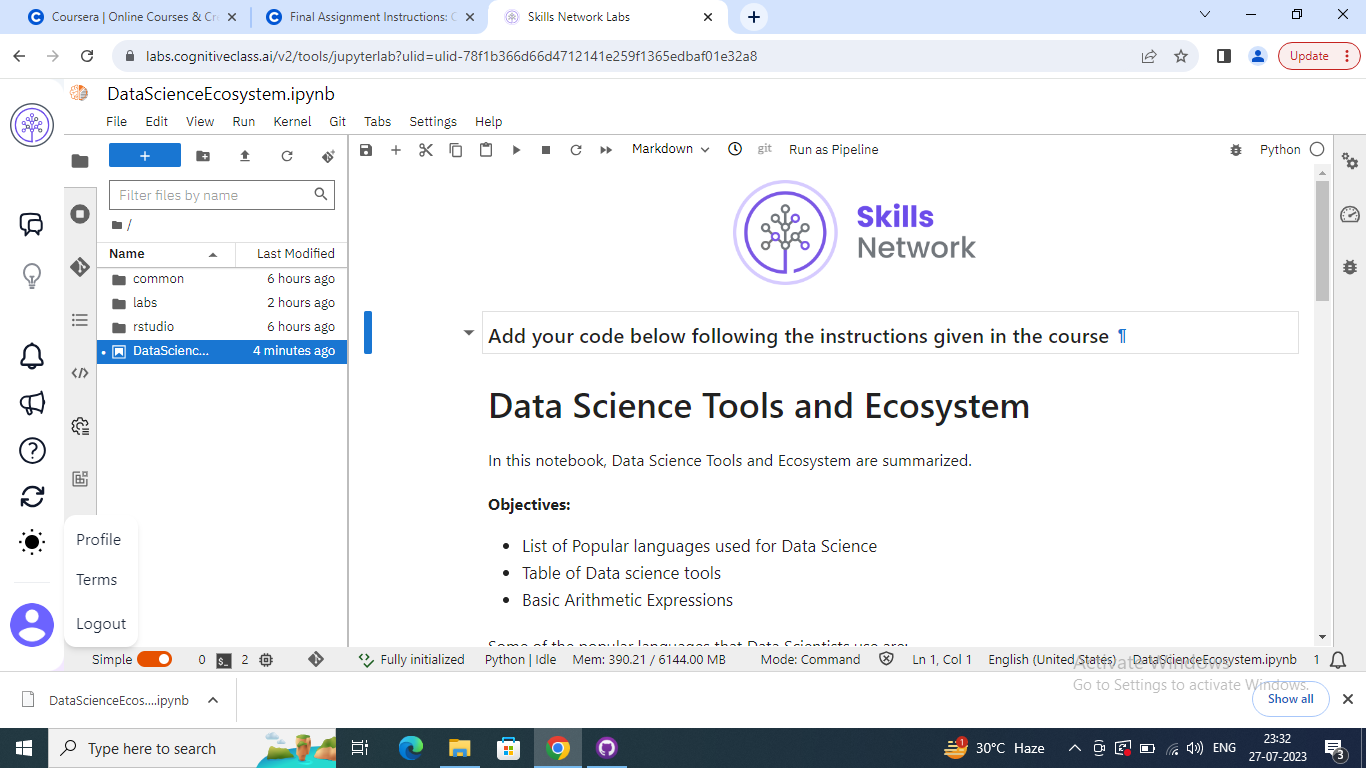 Coursera | Online Courses & Cr
Final Assignment Instructions: C
Skills Network Labs
labs.cognitiveclass.ai/v2/tools/jupyterlab?ulid=ulid-78f1b366d66d4712141e259f1365edbaf01e32a8
Update
DataScienceEcosystem.ipynb
File Edit View Run Kernel Git Tabs Settings Help
Markdown git Run as Pipeline Python
Filter files by name
/
Name Last Modified
common 6 hours ago
labs 2 hours ago
rstudio 6 hours ago
DataScienc... 4 minutes ago
Skills
Network
Add your code below following the instructions given in the course ¶
Data Science Tools and Ecosystem
In this notebook, Data Science Tools and Ecosystem are summarized.
Objectives:
• List of Popular languages used for Data Science
• Table of Data science tools
• Basic Arithmetic Expressions
Some of the popular languages that Data Scientists use are:
Profile
Terms
Logout
Simple 0 $_ 2 Fully initialized Python | Idle Mem: 390.21 / 6144.00 MB Mode: Command Ln 1, Col 1 English (United States) DataScienceEcosystem.ipynb 1
Activate Windows
Go to Settings to activate Windows.
DataScienceEcos....ipynb
Show all
Type here to search
1
30°C Haze
ENG
23:32
27-07-2023
3